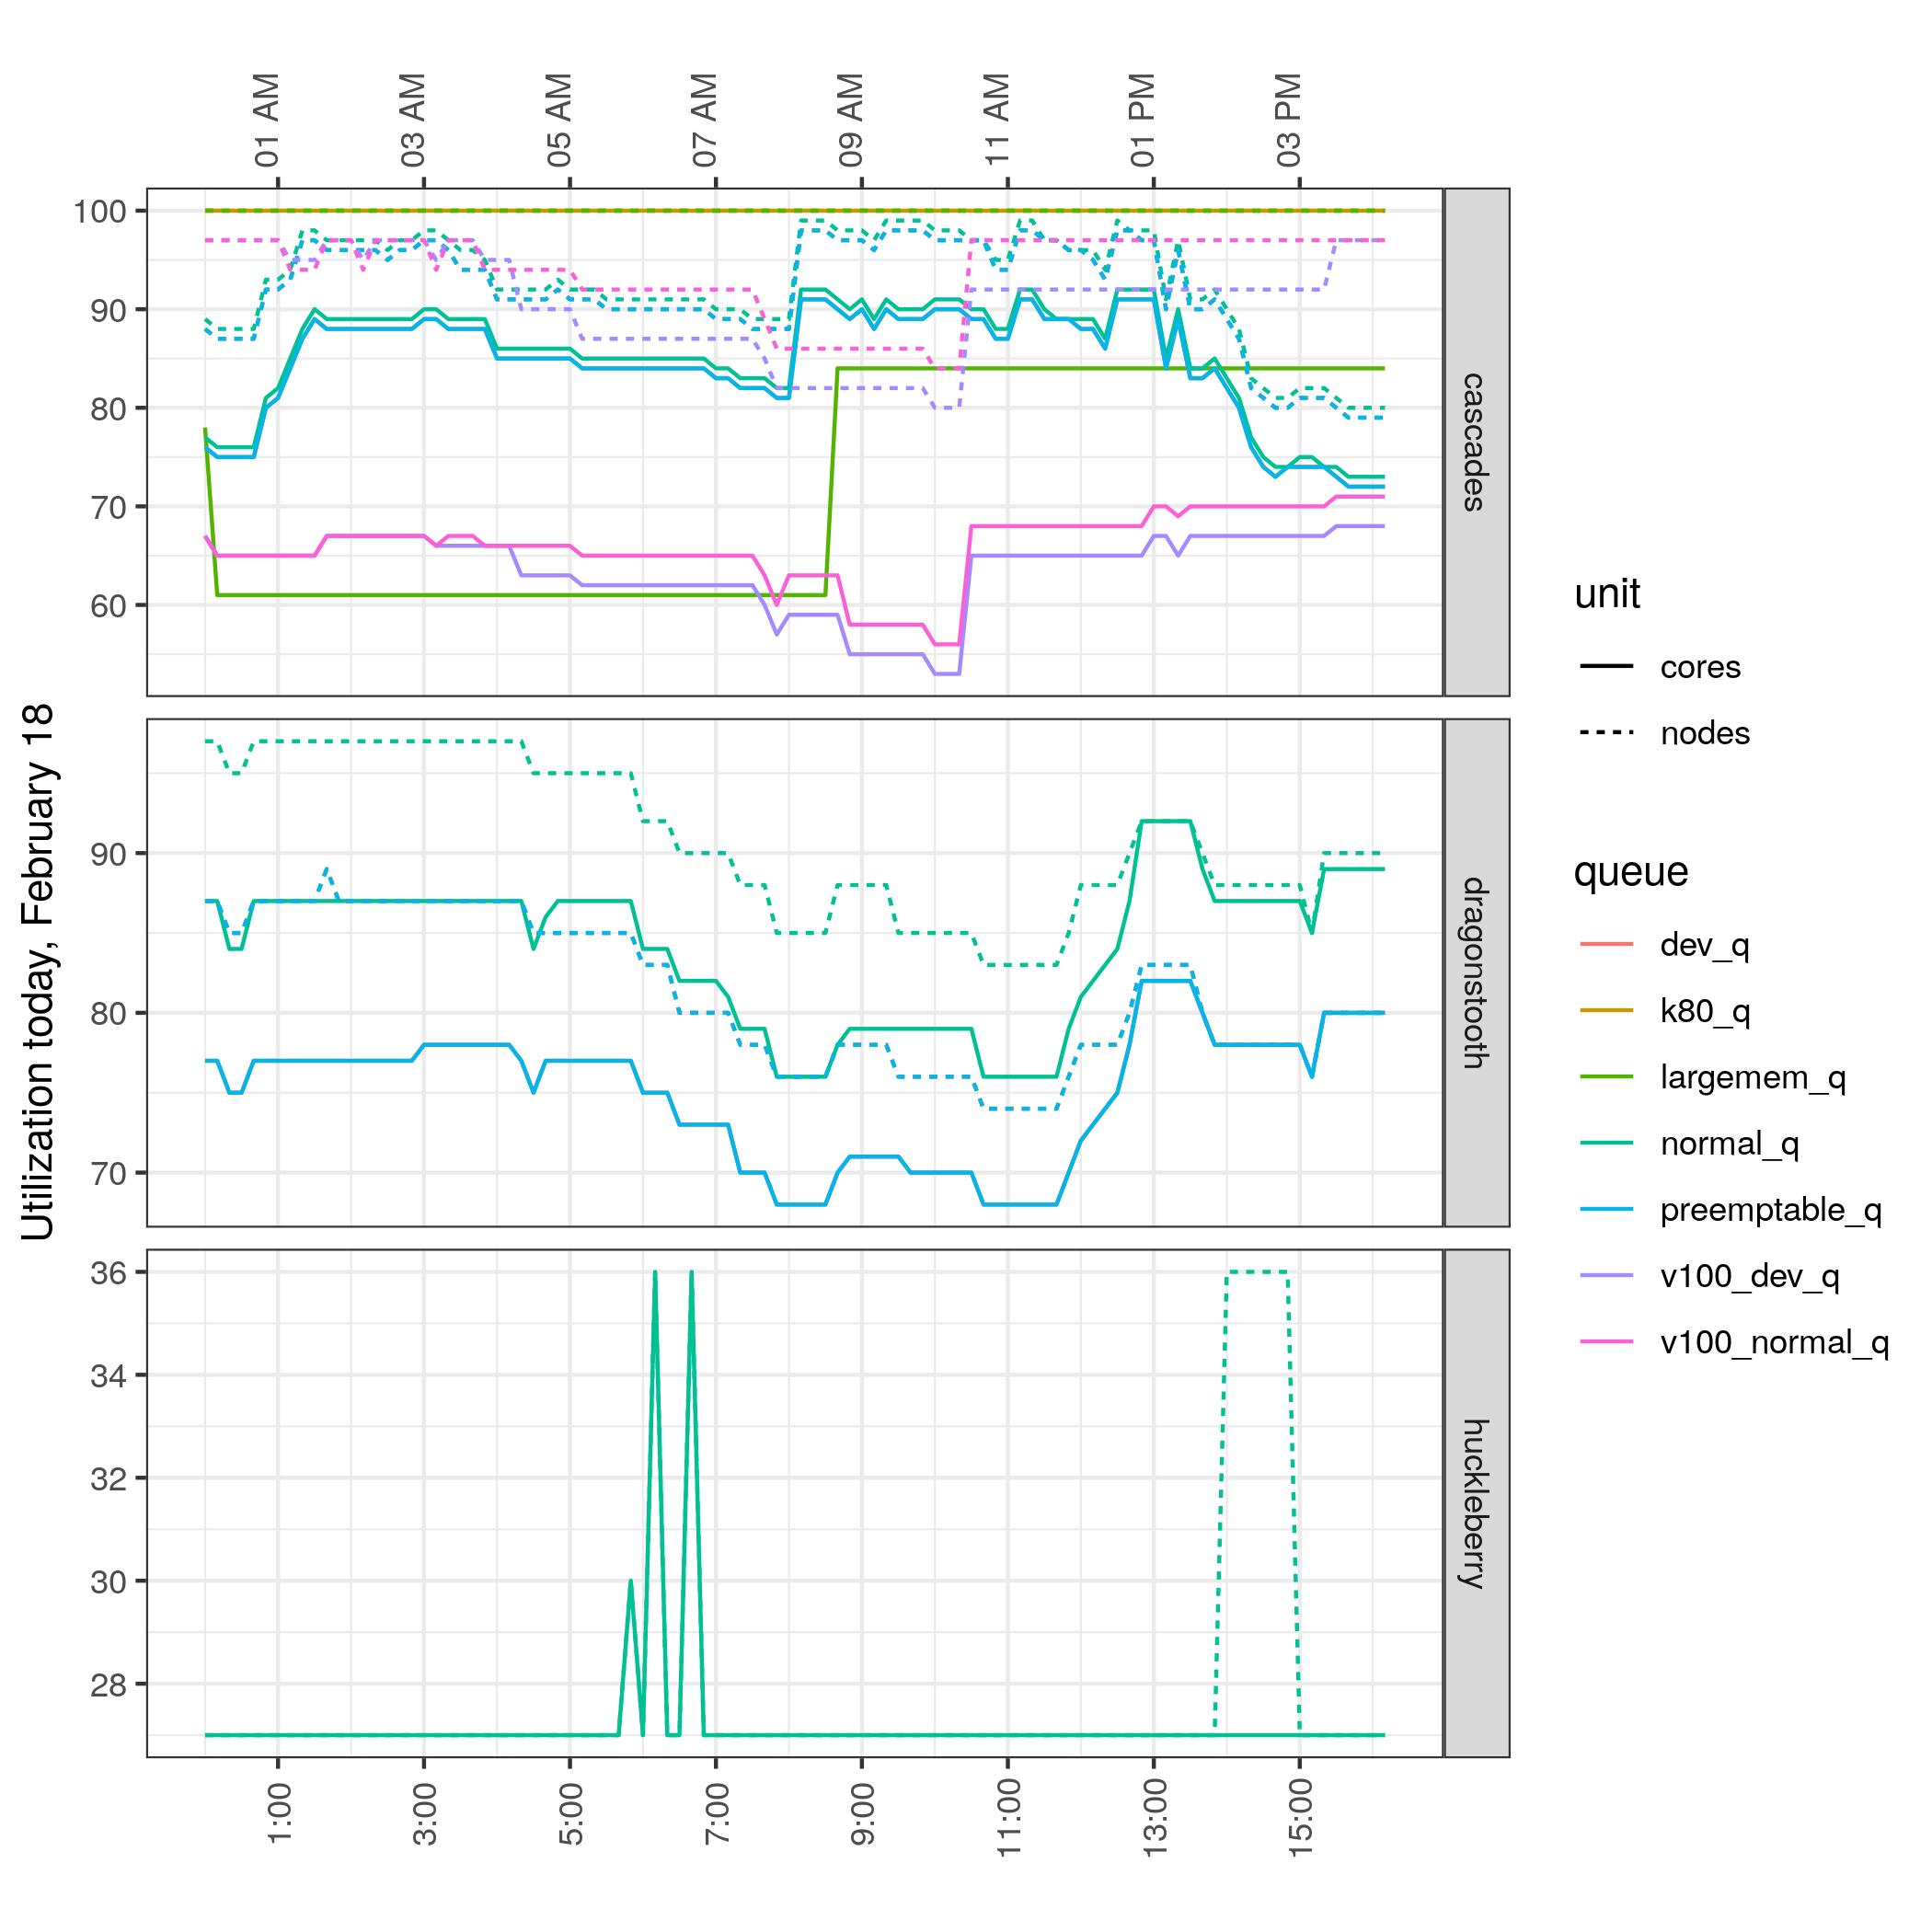 01 AM
03 AM
05 AM
07 AM
09 AM
11 AM
01 PM
03 PM
100
90
80
70
60
cascades
90
80
70
dragonstooth
36
34
32
30
28
huckleberry
1:00
3:00
5:00
7:00
9:00
11:00
13:00
15:00
Utilization today, February 18
unit
cores
nodes
queue
dev_q
k80_q
largemem_q
normal_q
preemptable_q
v100_dev_q
v100_normal_q